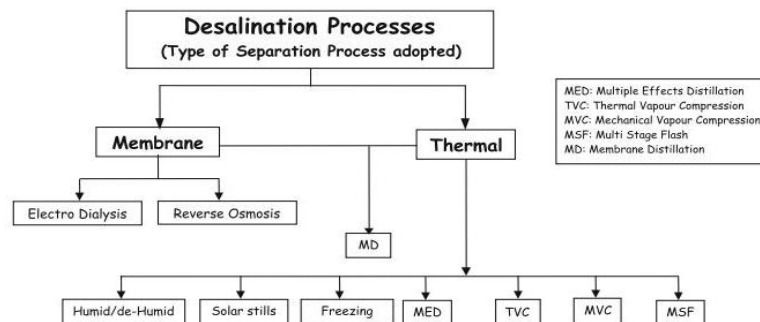 Desalination Processes
(Type of Separation Process adopted)
MED: Multiple Effects Distillation
TVC: Thermal Vapour Compression
MVC: Mechanical Vapour Compression
MSF: Multi Stage Flash
MD: Membrane Distillation
Membrane
Thermal
Electro Dialysis
Reverse Osmosis
MD
Humid/de-Humid
Solar stills
Freezing
MED
TVC
MVC
MSF